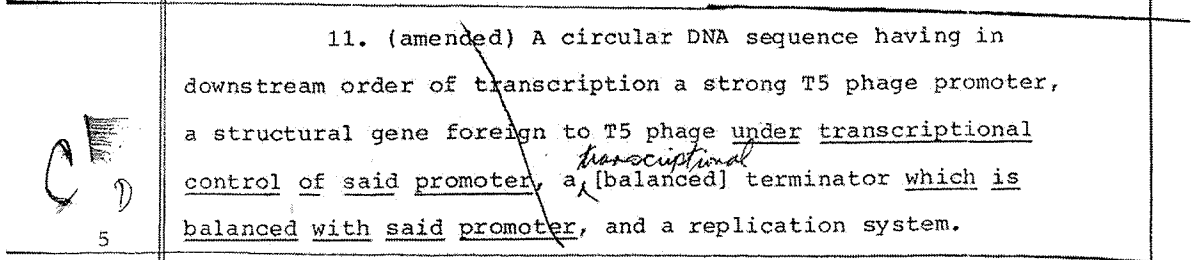 11. (amended) A circular DNA sequence having in
downstream order of transcription a strong T5 phage promoter,
a structural gene foreign to T5 phage under transcriptional
transcriptional
control of said promoter, a [balanced] terminator which is
balanced with said promoter, and a replication system.
C
D
5